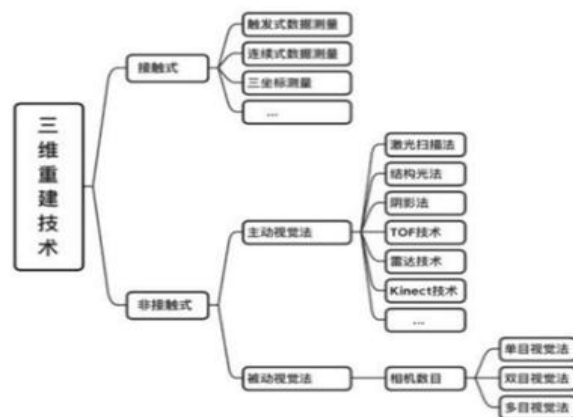 三维重建技术
接触式
触发式数据测量
连续式数据测量
三坐标测量
...
非接触式
主动视觉法
激光扫描法
结构光法
阴影法
TOF技术
雷达技术
Kinect技术
...
被动视觉法
相机数目
单目视觉法
双目视觉法
多目视觉法